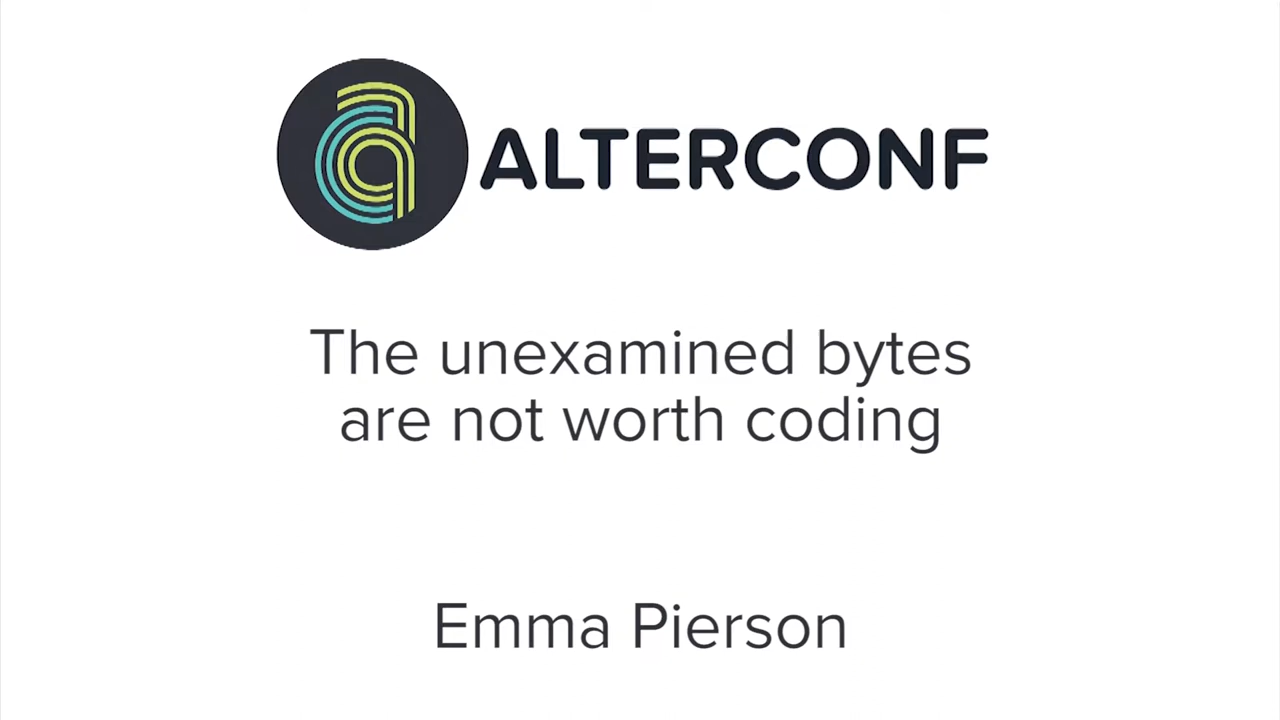 ALTERCONF
The unexamined bytes
are not worth coding
Emma Pierson